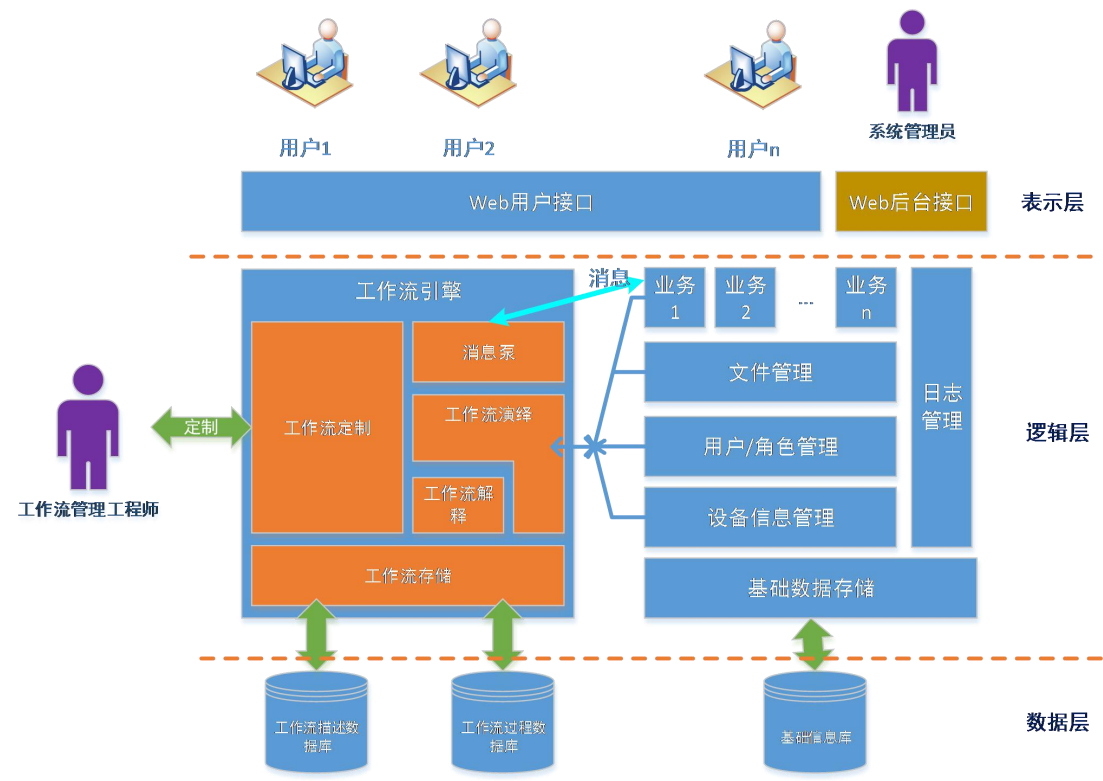 用户1
用户2
用户n
系统管理员
Web用户接口
Web后台接口
表示层
工作流引擎
消息
业务
1
业务
2
...
业务
n
消息泵
文件管理
日志
管理
定制
工作流定制
工作流演绎
用户/角色管理
逻辑层
工作流管理工程师
工作流解
释
设备信息管理
工作流存储
基础数据存储
工作流描述数
据库
工作流过程数
据库
基础信息库
数据层